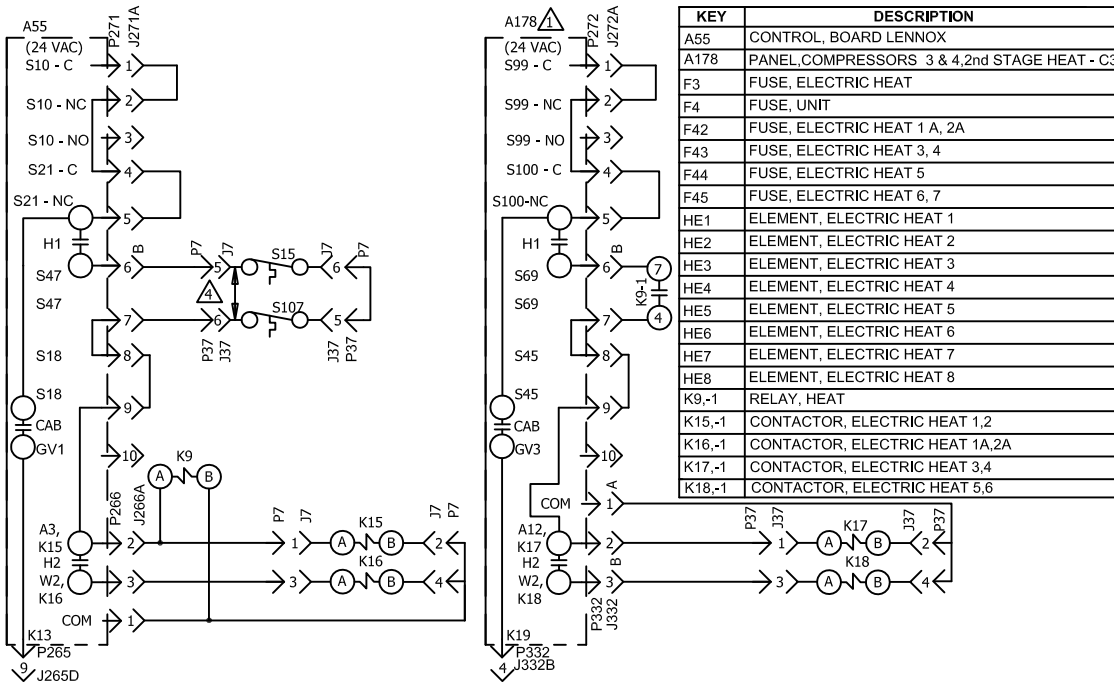 A55
(24 VAC)
P271
J271A
S10 - C
1
S10 - NC
2
S10 - NO
3
S21 - C
4
S21 - NC
5
H1
B
6
S47
S47
7
S18
8
S18
9
CAB
GV1
10
P7
5
J7
S15
J7
6
P7
4
6
P37
J37
S107
J37
5
P37
K9
A
B
P266
J266A
A3,
K15
2
H2
W2,
K16
3
COM
1
P7
J7
1
K15
A
B
J7
2
P7
3
K16
A
B
4
K13
P265
9
J265D
A178
1
(24 VAC)
P272
J272A
S99 - C
1
S99 - NC
2
S99 - NO
3
S100 - C
4
S100-NC
5
H1
B
6
S69
S69
7
7
K9-1
4
S45
8
S45
9
CAB
GV3
10
COM
1
A
A12,
K17
2
H2
B
W2,
K18
3
P332
J332
P37
J37
1
K17
A
B
J37
2
P37
3
K18
A
B
4
K19
P332
4
J332B
KEY DESCRIPTION
A55 CONTROL, BOARD LENNOX
A178 PANEL,COMPRESSORS 3 & 4,2nd STAGE HEAT - C3
F3 FUSE, ELECTRIC HEAT
F4 FUSE, UNIT
F42 FUSE, ELECTRIC HEAT 1 A, 2A
F43 FUSE, ELECTRIC HEAT 3, 4
F44 FUSE, ELECTRIC HEAT 5
F45 FUSE, ELECTRIC HEAT 6, 7
HE1 ELEMENT, ELECTRIC HEAT 1
HE2 ELEMENT, ELECTRIC HEAT 2
HE3 ELEMENT, ELECTRIC HEAT 3
HE4 ELEMENT, ELECTRIC HEAT 4
HE5 ELEMENT, ELECTRIC HEAT 5
HE6 ELEMENT, ELECTRIC HEAT 6
HE7 ELEMENT, ELECTRIC HEAT 7
HE8 ELEMENT, ELECTRIC HEAT 8
K9,-1 RELAY, HEAT
K15,-1 CONTACTOR, ELECTRIC HEAT 1,2
K16,-1 CONTACTOR, ELECTRIC HEAT 1A,2A
K17,-1 CONTACTOR, ELECTRIC HEAT 3,4
K18,-1 CONTACTOR, ELECTRIC HEAT 5,6